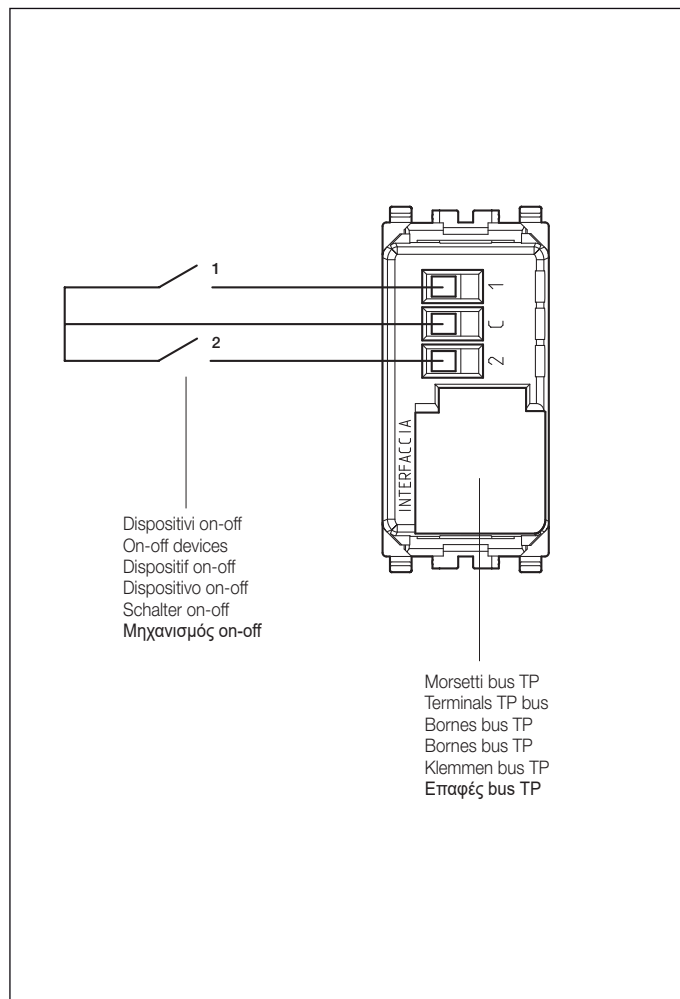 1
1
C
2
2
INTERFACCIA
Dispositivi on-off
On-off devices
Dispositif on-off
Dispositivo on-off
Schalter on-off
Μηχανισμός on-off
Morsetti bus TP
Terminals TP bus
Bornes bus TP
Bornes bus TP
Klemmen bus TP
Επαφές bus TP